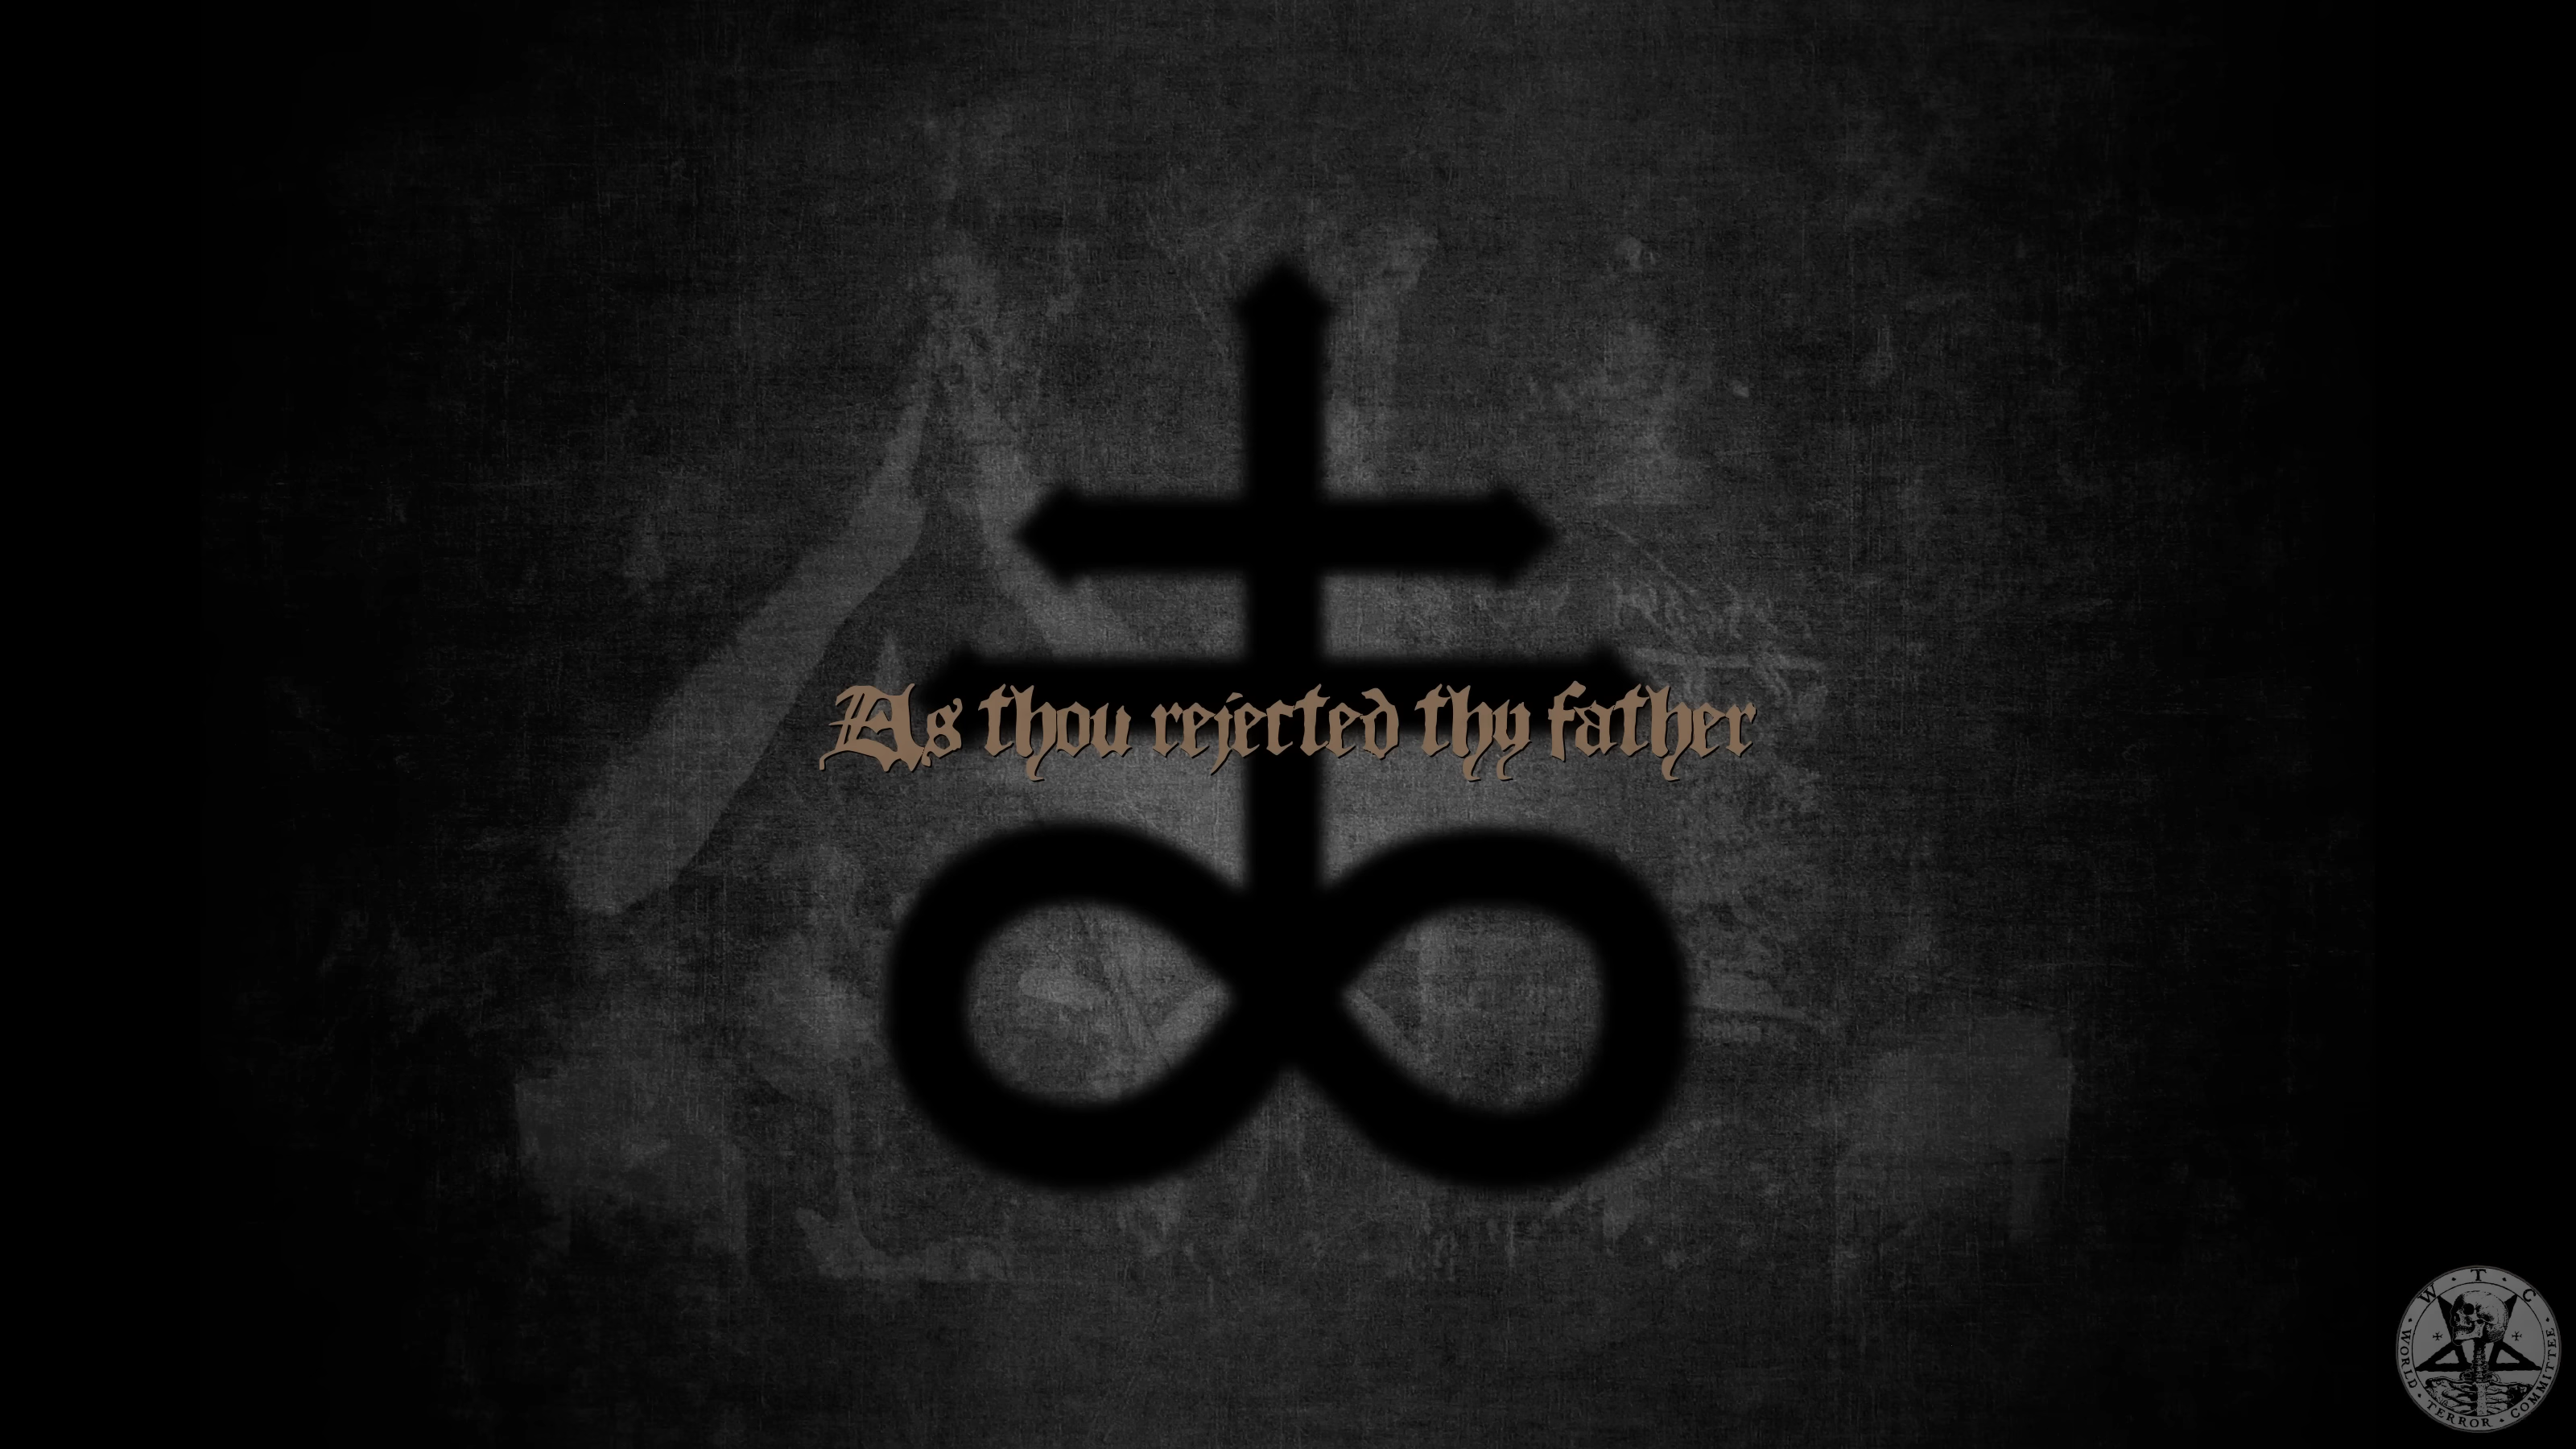 As thou rejected thy father
W · T · C
· WORLD · TERROR · COMMITTEE ·